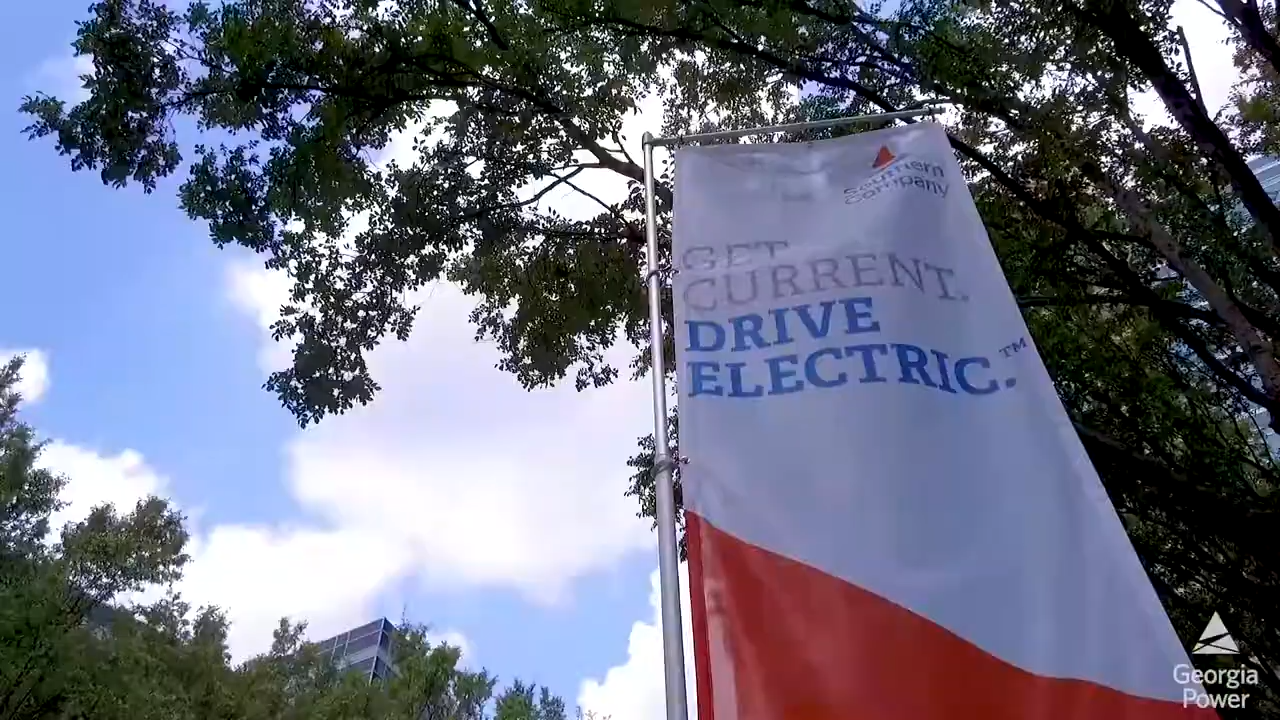 Southern
Company
GET
CURRENT.
DRIVE
ELECTRIC.™
Georgia
Power